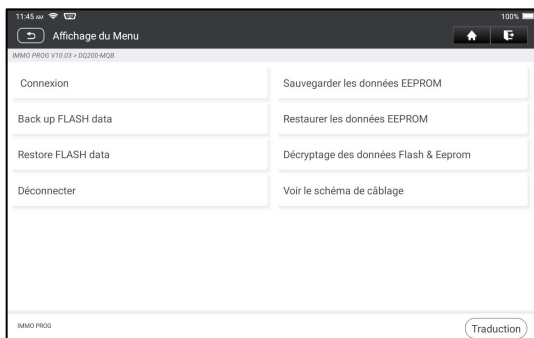 11:45 AM
100%
Affichage du Menu
IMMO PROG V10.03 > DQ200-MQB
Connexion
Sauvegarder les données EEPROM
Back up FLASH data
Restaurer les données EEPROM
Restore FLASH data
Décryptage des données Flash & Eeprom
Déconnecter
Voir le schéma de câblage
IMMO PROG
Traduction